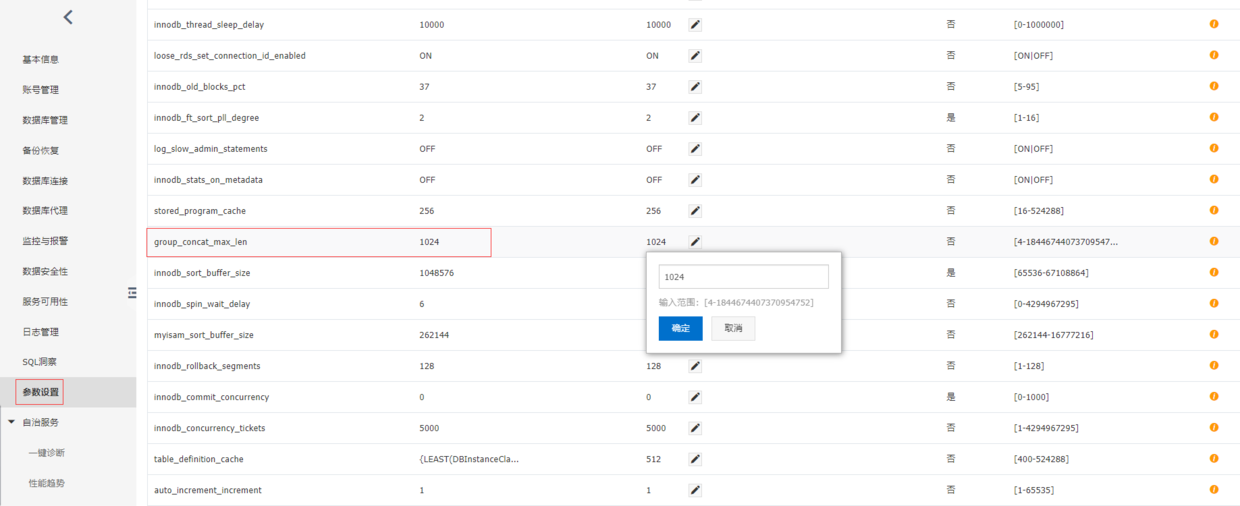 基本信息
账号管理
数据库管理
备份恢复
数据库连接
数据库代理
监控与报警
数据安全性
服务可用性
日志管理
SQL洞察
参数设置
自治服务
一键诊断
性能趋势
innodb_thread_sleep_delay 10000 10000 否 [0-1000000]
loose_rds_set_connection_id_enabled ON ON 否 [ON|OFF]
innodb_old_blocks_pct 37 37 否 [5-95]
innodb_ft_sort_pll_degree 2 2 是 [1-16]
log_slow_admin_statements OFF OFF 否 [ON|OFF]
innodb_stats_on_metadata OFF OFF 否 [ON|OFF]
stored_program_cache 256 256 否 [16-524288]
group_concat_max_len 1024 1024 否 [4-18446744073709547...
innodb_sort_buffer_size 1048576 是 [65536-67108864]
innodb_spin_wait_delay 6 否 [0-4294967295]
myisam_sort_buffer_size 262144 否 [262144-16777216]
innodb_rollback_segments 128 128 否 [1-128]
innodb_commit_concurrency 0 0 是 [0-1000]
innodb_concurrency_tickets 5000 5000 否 [1-4294967295]
table_definition_cache {LEAST(DBInstanceCla... 512 否 [400-524288]
auto_increment_increment 1 1 否 [1-65535]
1024
输入范围：[4-1844674407370954752]
确定 取消